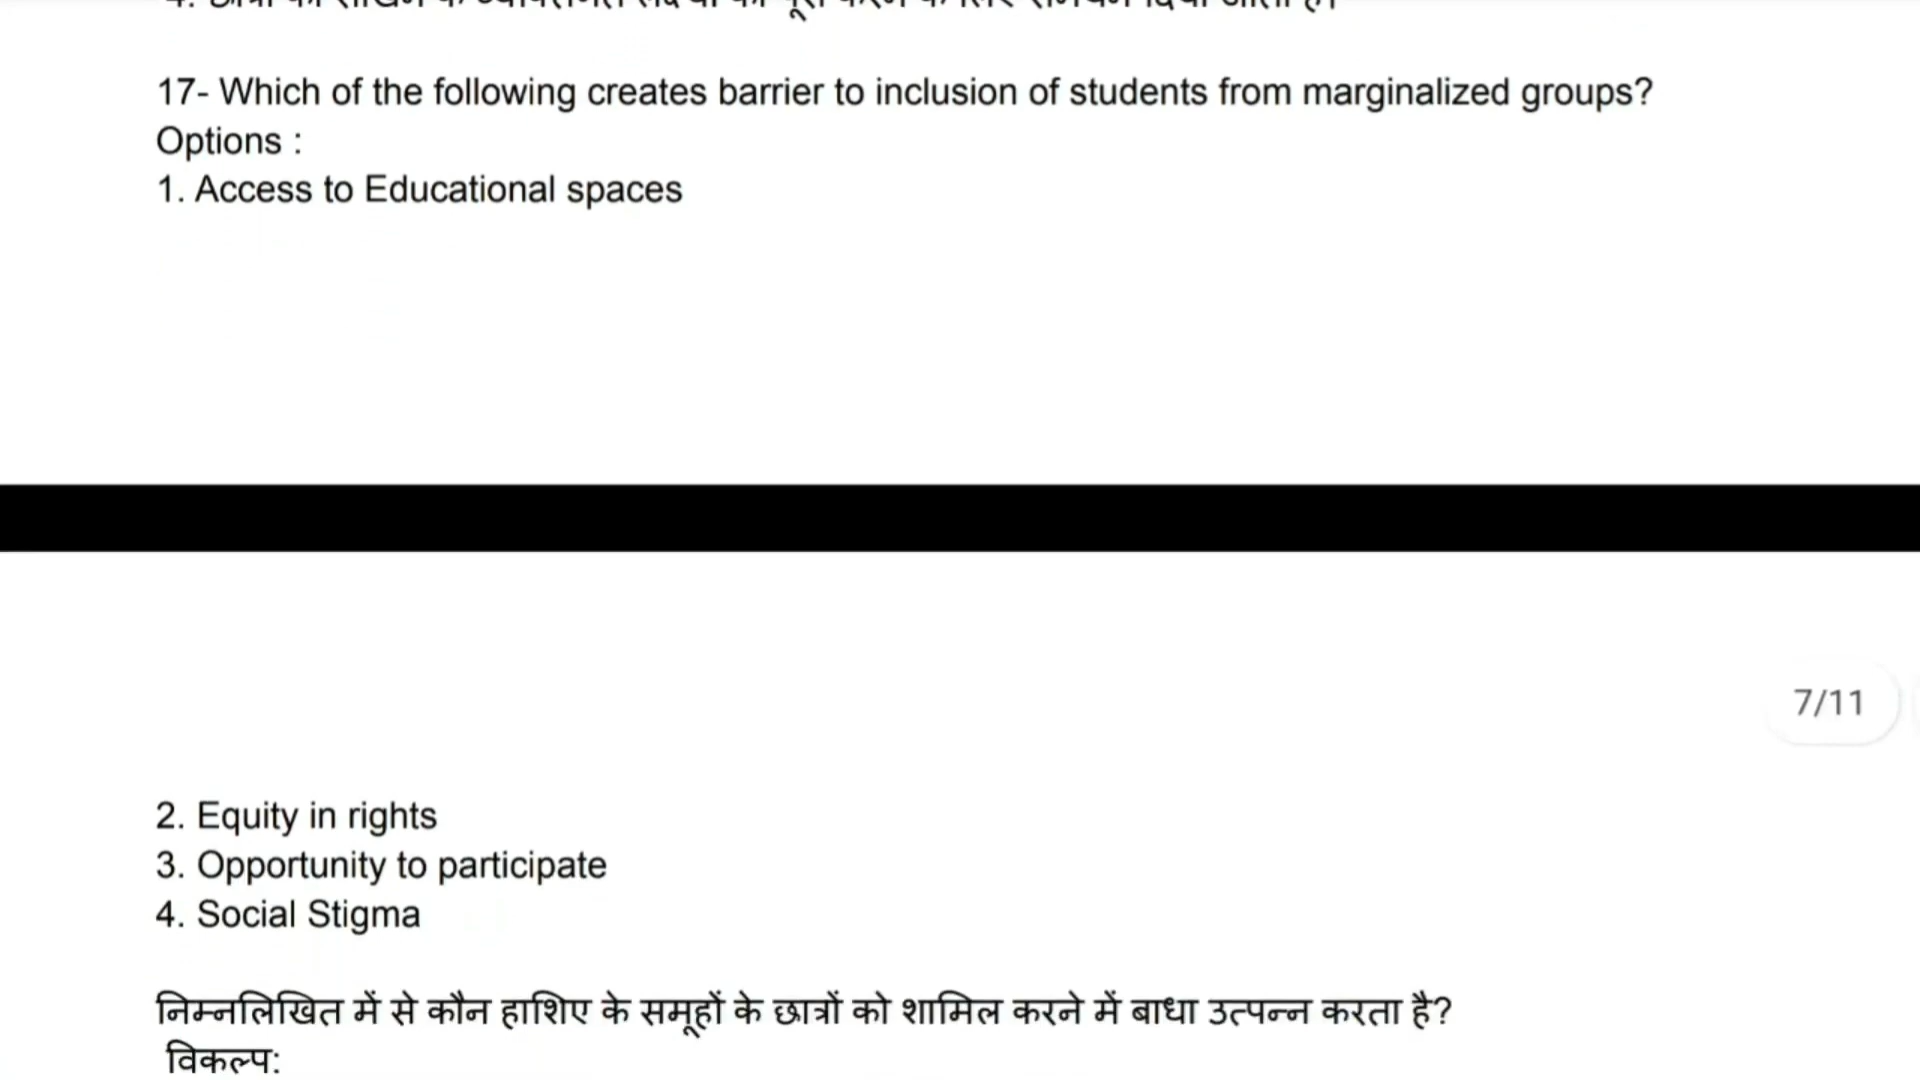 17- Which of the following creates barrier to inclusion of students from marginalized groups?
Options :
1. Access to Educational spaces
7/11
2. Equity in rights
3. Opportunity to participate
4. Social Stigma
निम्नलिखित में से कौन हाशिए के समूहों के छात्रों को शामिल करने में बाधा उत्पन्न करता है?
विकल्प: